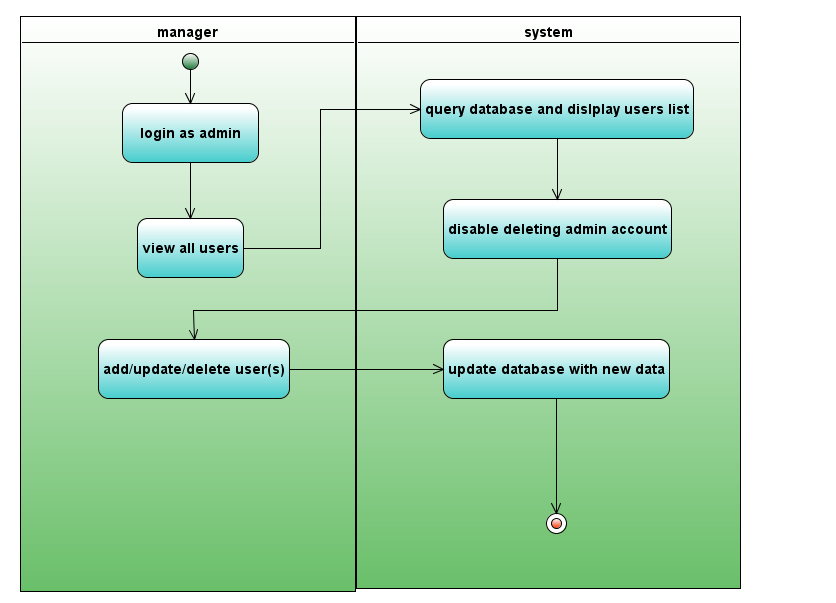 manager
system
login as admin
query database and dislplay users list
view all users
disable deleting admin account
add/update/delete user(s)
update database with new data